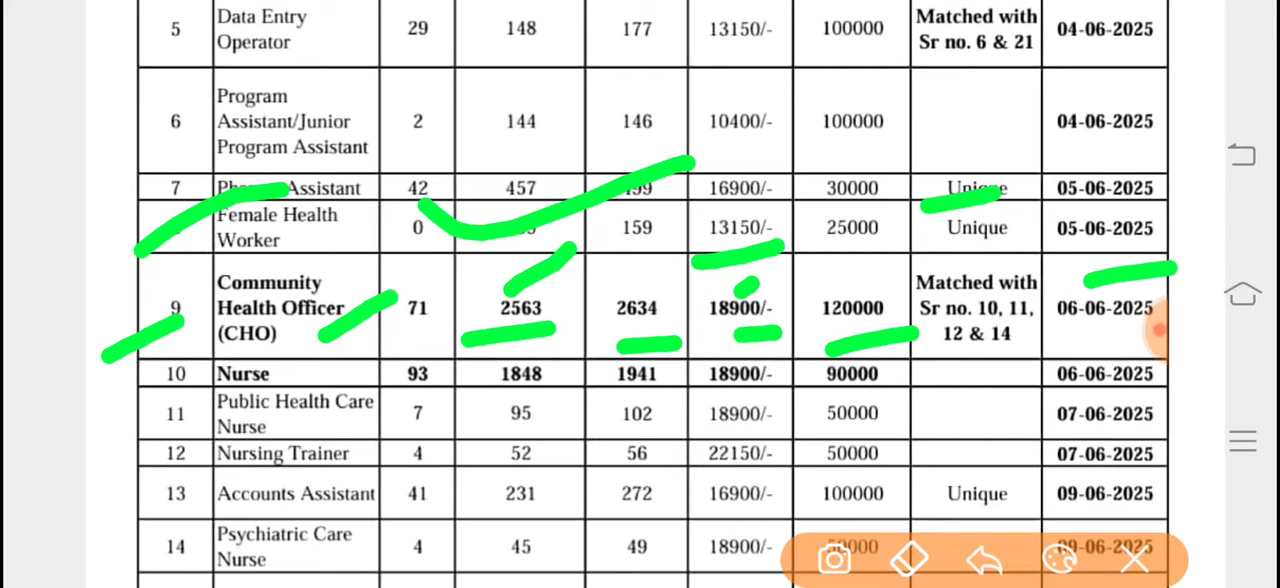 5 Data Entry Operator 29 148 177 13150/- 100000 Matched with Sr no. 6 & 21 04-06-2025
6 Program Assistant/Junior Program Assistant 2 144 146 10400/- 100000 04-06-2025
7 Assistant 42 457 16900/- 30000 Unique 05-06-2025
Female Health Worker 0 159 13150/- 25000 Unique 05-06-2025
9 Community Health Officer (CHO) 71 2563 2634 18900/- 120000 Matched with Sr no. 10, 11, 12 & 14 06-06-2025
10 Nurse 93 1848 1941 18900/- 90000 06-06-2025
11 Public Health Care Nurse 7 95 102 18900/- 50000 07-06-2025
12 Nursing Trainer 4 52 56 22150/- 50000 07-06-2025
13 Accounts Assistant 41 231 272 16900/- 100000 Unique 09-06-2025
14 Psychiatric Care Nurse 4 45 49 18900/- 09-06-2025